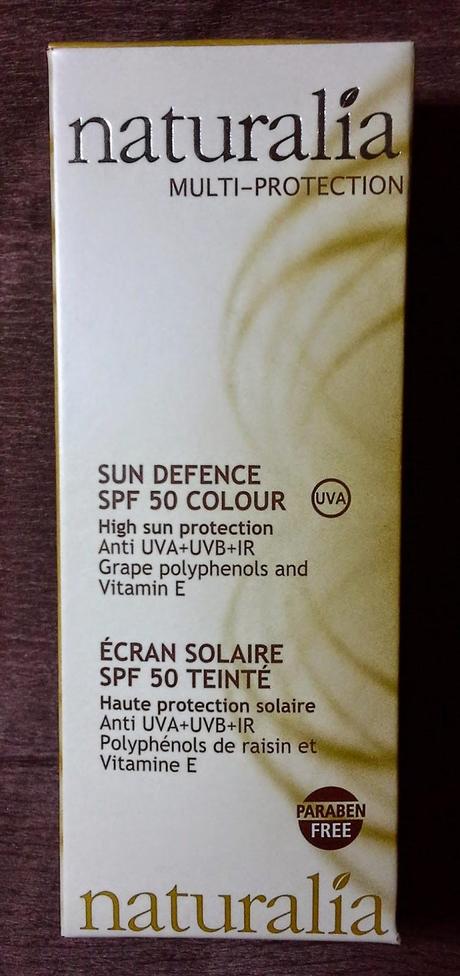 naturalia
MULTI-PROTECTION
SUN DEFENCE
SPF 50 COLOUR
UVA
High sun protection
Anti UVA+UVB+IR
Grape polyphenols and
Vitamin E
ÉCRAN SOLAIRE
SPF 50 TEINTÉ
Haute protection solaire
Anti UVA+UVB+IR
Polyphénols de raisin et
Vitamine E
PARABEN
FREE
naturalia